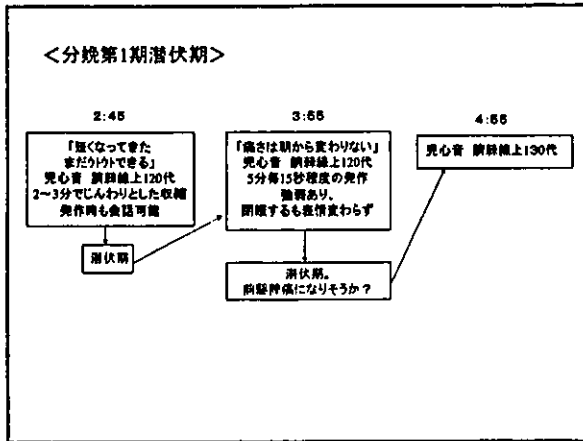 <分娩第1期潜伏期>
2:45
「短くなってきた
まだウトウトできる」
児心音 臍棘線上120代
2~3分でじんわりとした収縮
発作時も会話可能
潜伏期
3:55
「痛さは朝から変わりない」
児心音 臍棘線上120代
5分毎15秒程度の発作
強弱あり、
閉眼するも表情変わらず
潜伏期。
前駆陣痛になりそうか?
4:55
児心音 臍棘線上130代